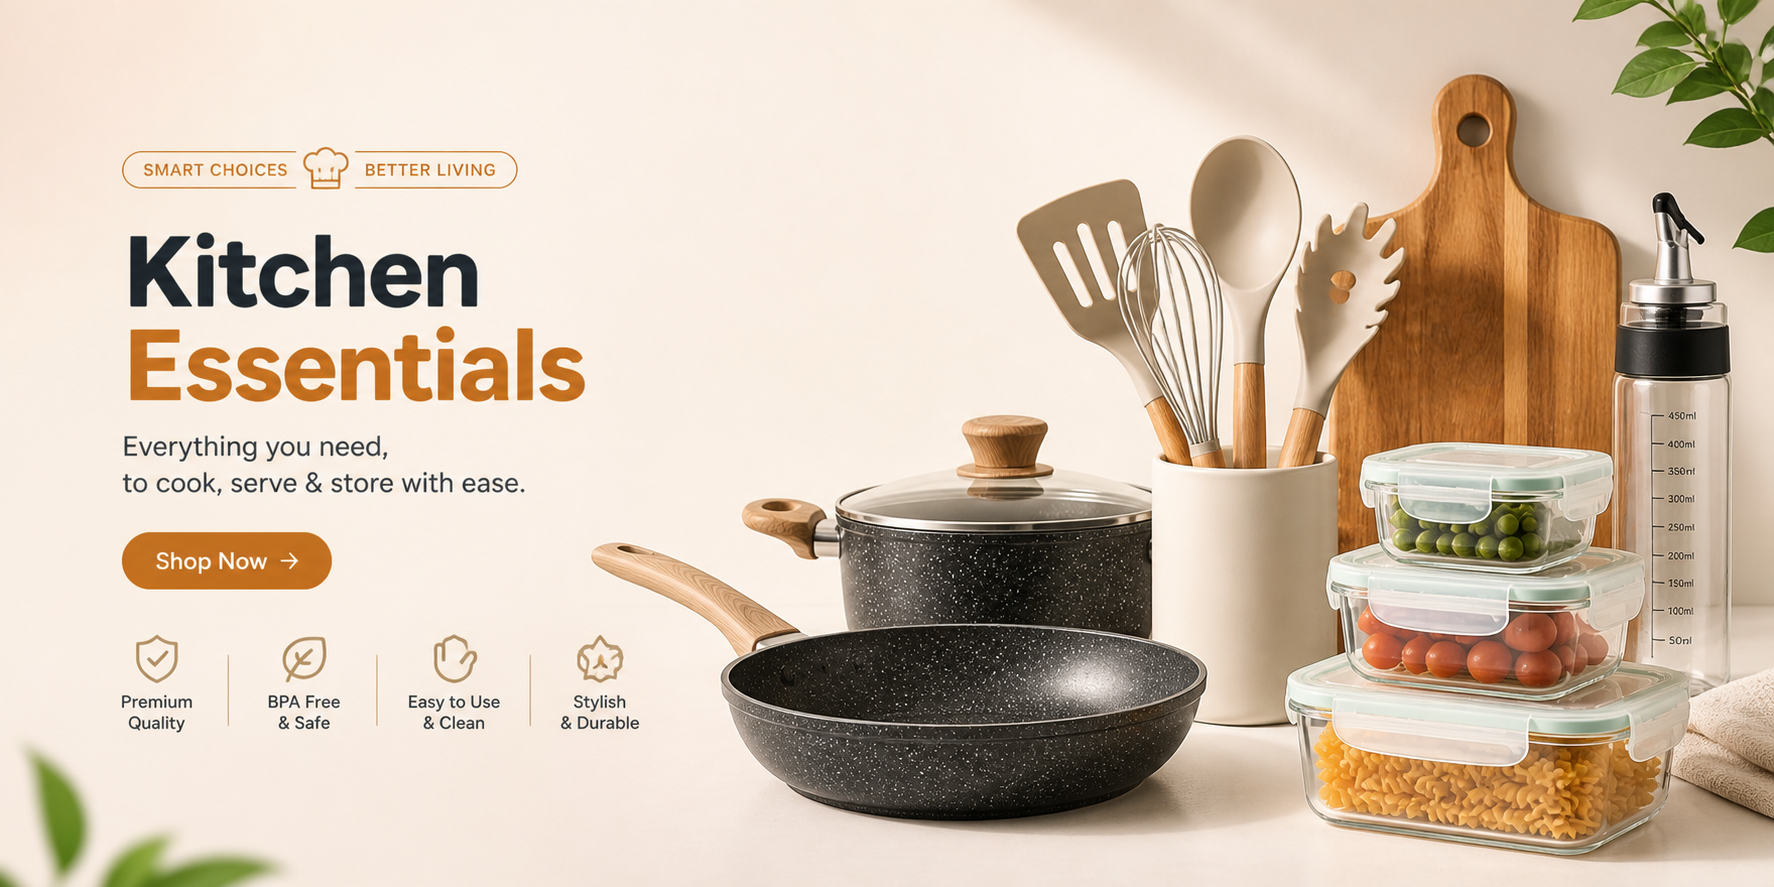 SMART CHOICES BETTER LIVING
Kitchen
Essentials
Everything you need,
to cook, serve & store with ease.
Shop Now →
Premium
Quality
BPA Free
& Safe
Easy to Use
& Clean
Stylish
& Durable
450ml
400ml
350ml
300ml
250ml
200ml
150ml
100ml
50ml